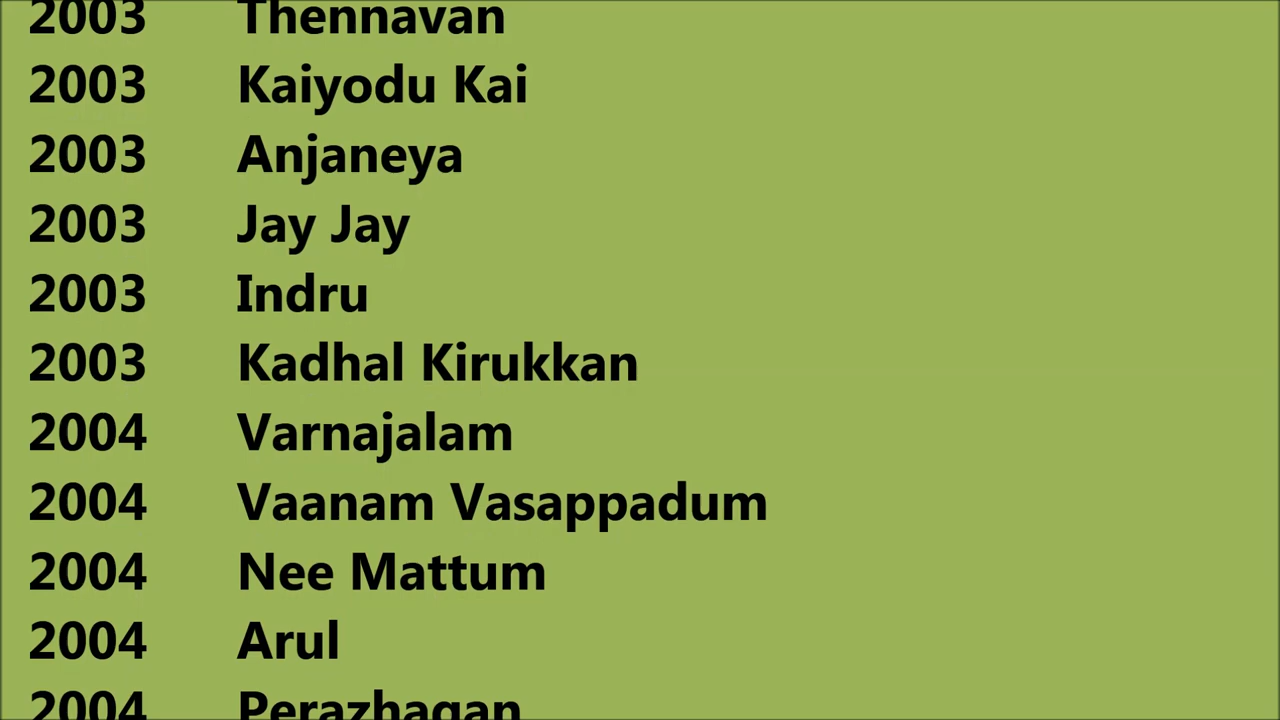 2003 Thennavan
2003 Kaiyodu Kai
2003 Anjaneya
2003 Jay Jay
2003 Indru
2003 Kadhal Kirukkan
2004 Varnajalam
2004 Vaanam Vasappadum
2004 Nee Mattum
2004 Arul
2004 Perazhagan